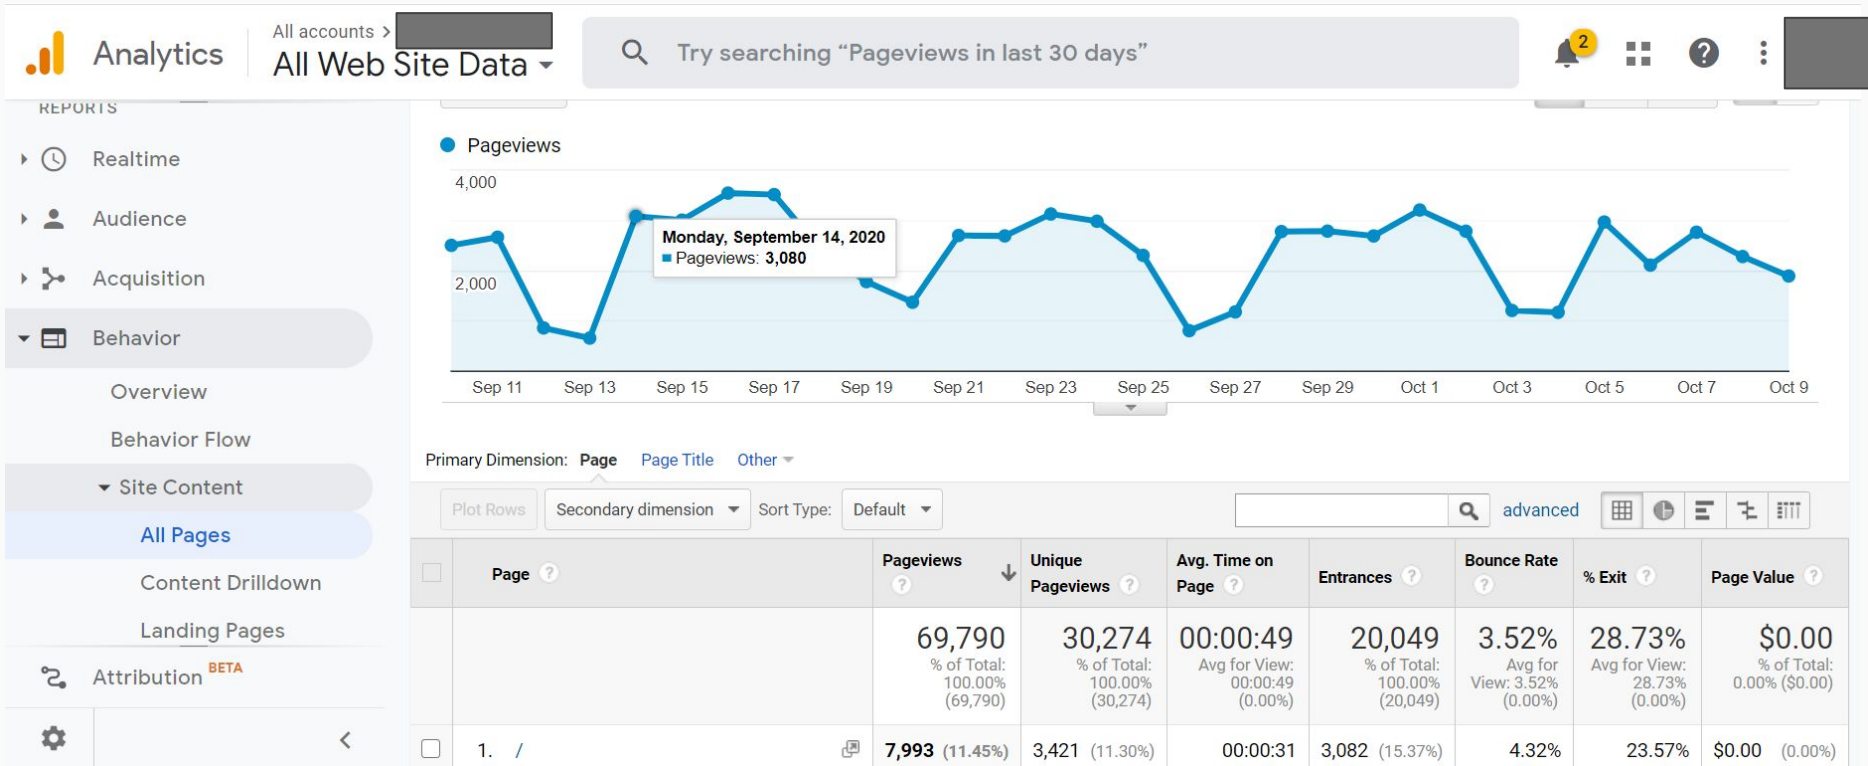 Analytics
All accounts >
All Web Site Data
Try searching “Pageviews in last 30 days”
2
REPORTS
Realtime
Audience
Acquisition
Behavior
Overview
Behavior Flow
Site Content
All Pages
Content Drilldown
Landing Pages
Attribution BETA
Pageviews
4,000
2,000
Monday, September 14, 2020
Pageviews: 3,080
Sep 11 Sep 13 Sep 15 Sep 17 Sep 19 Sep 21 Sep 23 Sep 25 Sep 27 Sep 29 Oct 1 Oct 3 Oct 5 Oct 7 Oct 9
Primary Dimension: Page Page Title Other
Plot Rows Secondary dimension Sort Type: Default advanced
Page ? Pageviews ? Unique Pageviews ? Avg. Time on Page ? Entrances ? Bounce Rate ? % Exit ? Page Value ?
69,790 30,274 00:00:49 20,049 3.52% 28.73% $0.00
% of Total: % of Total: Avg for View: % of Total: Avg for Avg for View: % of Total:
100.00% 100.00% 00:00:49 100.00% View: 3.52% 28.73% 0.00% ($0.00)
(69,790) (30,274) (0.00%) (20,049) (0.00%) (0.00%)
1. / 7,993 (11.45%) 3,421 (11.30%) 00:00:31 3,082 (15.37%) 4.32% 23.57% $0.00 (0.00%)